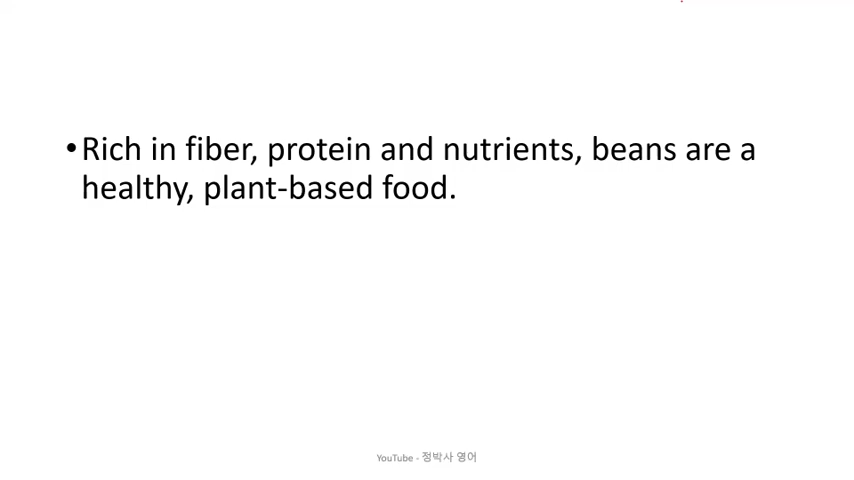 •Rich in fiber, protein and nutrients, beans are a
healthy, plant-based food.
YouTube - 정박사 영어